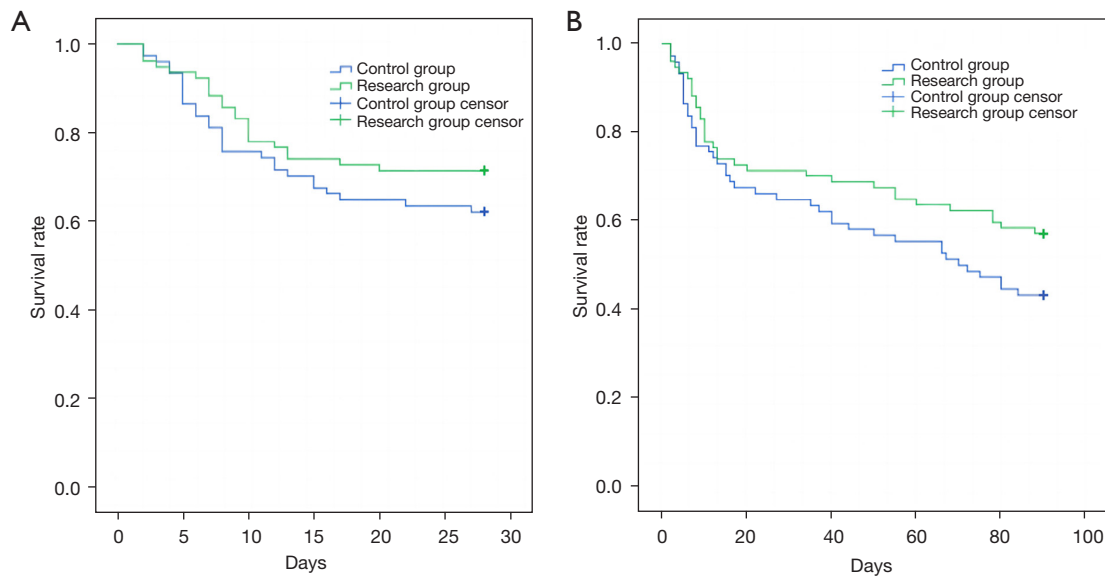 A
1.0
0.8
0.6
0.4
0.2
0.0
Survival rate
Control group
Research group
Control group censor
Research group censor
0 5 10 15 20 25 30
Days
B
1.0
0.8
0.6
0.4
0.2
0.0
Survival rate
Control group
Research group
Control group censor
Research group censor
0 20 40 60 80 100
Days